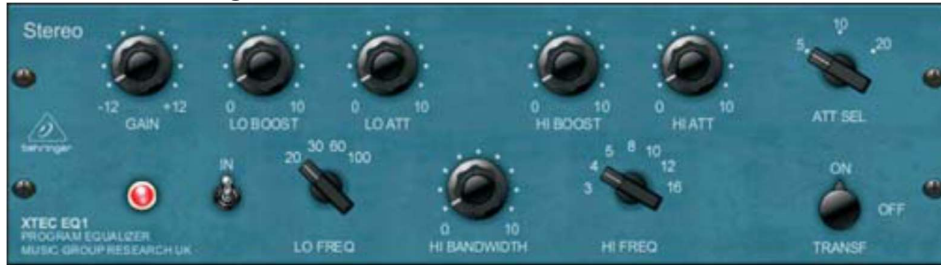 Stereo
-12 +12
GAIN
0 10
LO BOOST
0 10
LO ATT
0 10
HI BOOST
0 10
HI ATT
5 10 20
ATT SEL
behringer
IN
20 30 60 100
LO FREQ
0 10
HI BANDWIDTH
3 4 5 8 10 12 16
HI FREQ
ON
OFF
TRANSF
XTEC EQ1
PROGRAM EQUALIZER
MUSIC GROUP RESEARCH UK